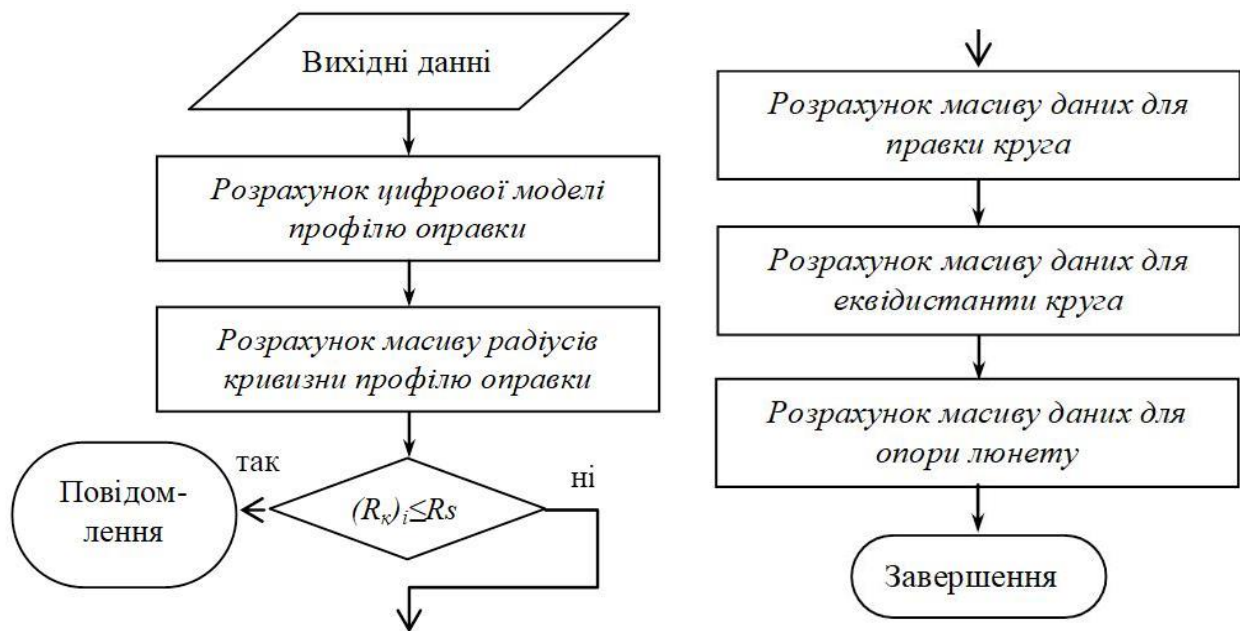 Вихідні данні
Розрахунок цифрової моделі
профілю оправки
Розрахунок масиву радіусів
кривизни профілю оправки
так
ні
Повідом-
лення
(Rк)i≤Rs
Розрахунок масиву даних для
правки круга
Розрахунок масиву даних для
еквідистанти круга
Розрахунок масиву даних для
опори люнету
Завершення